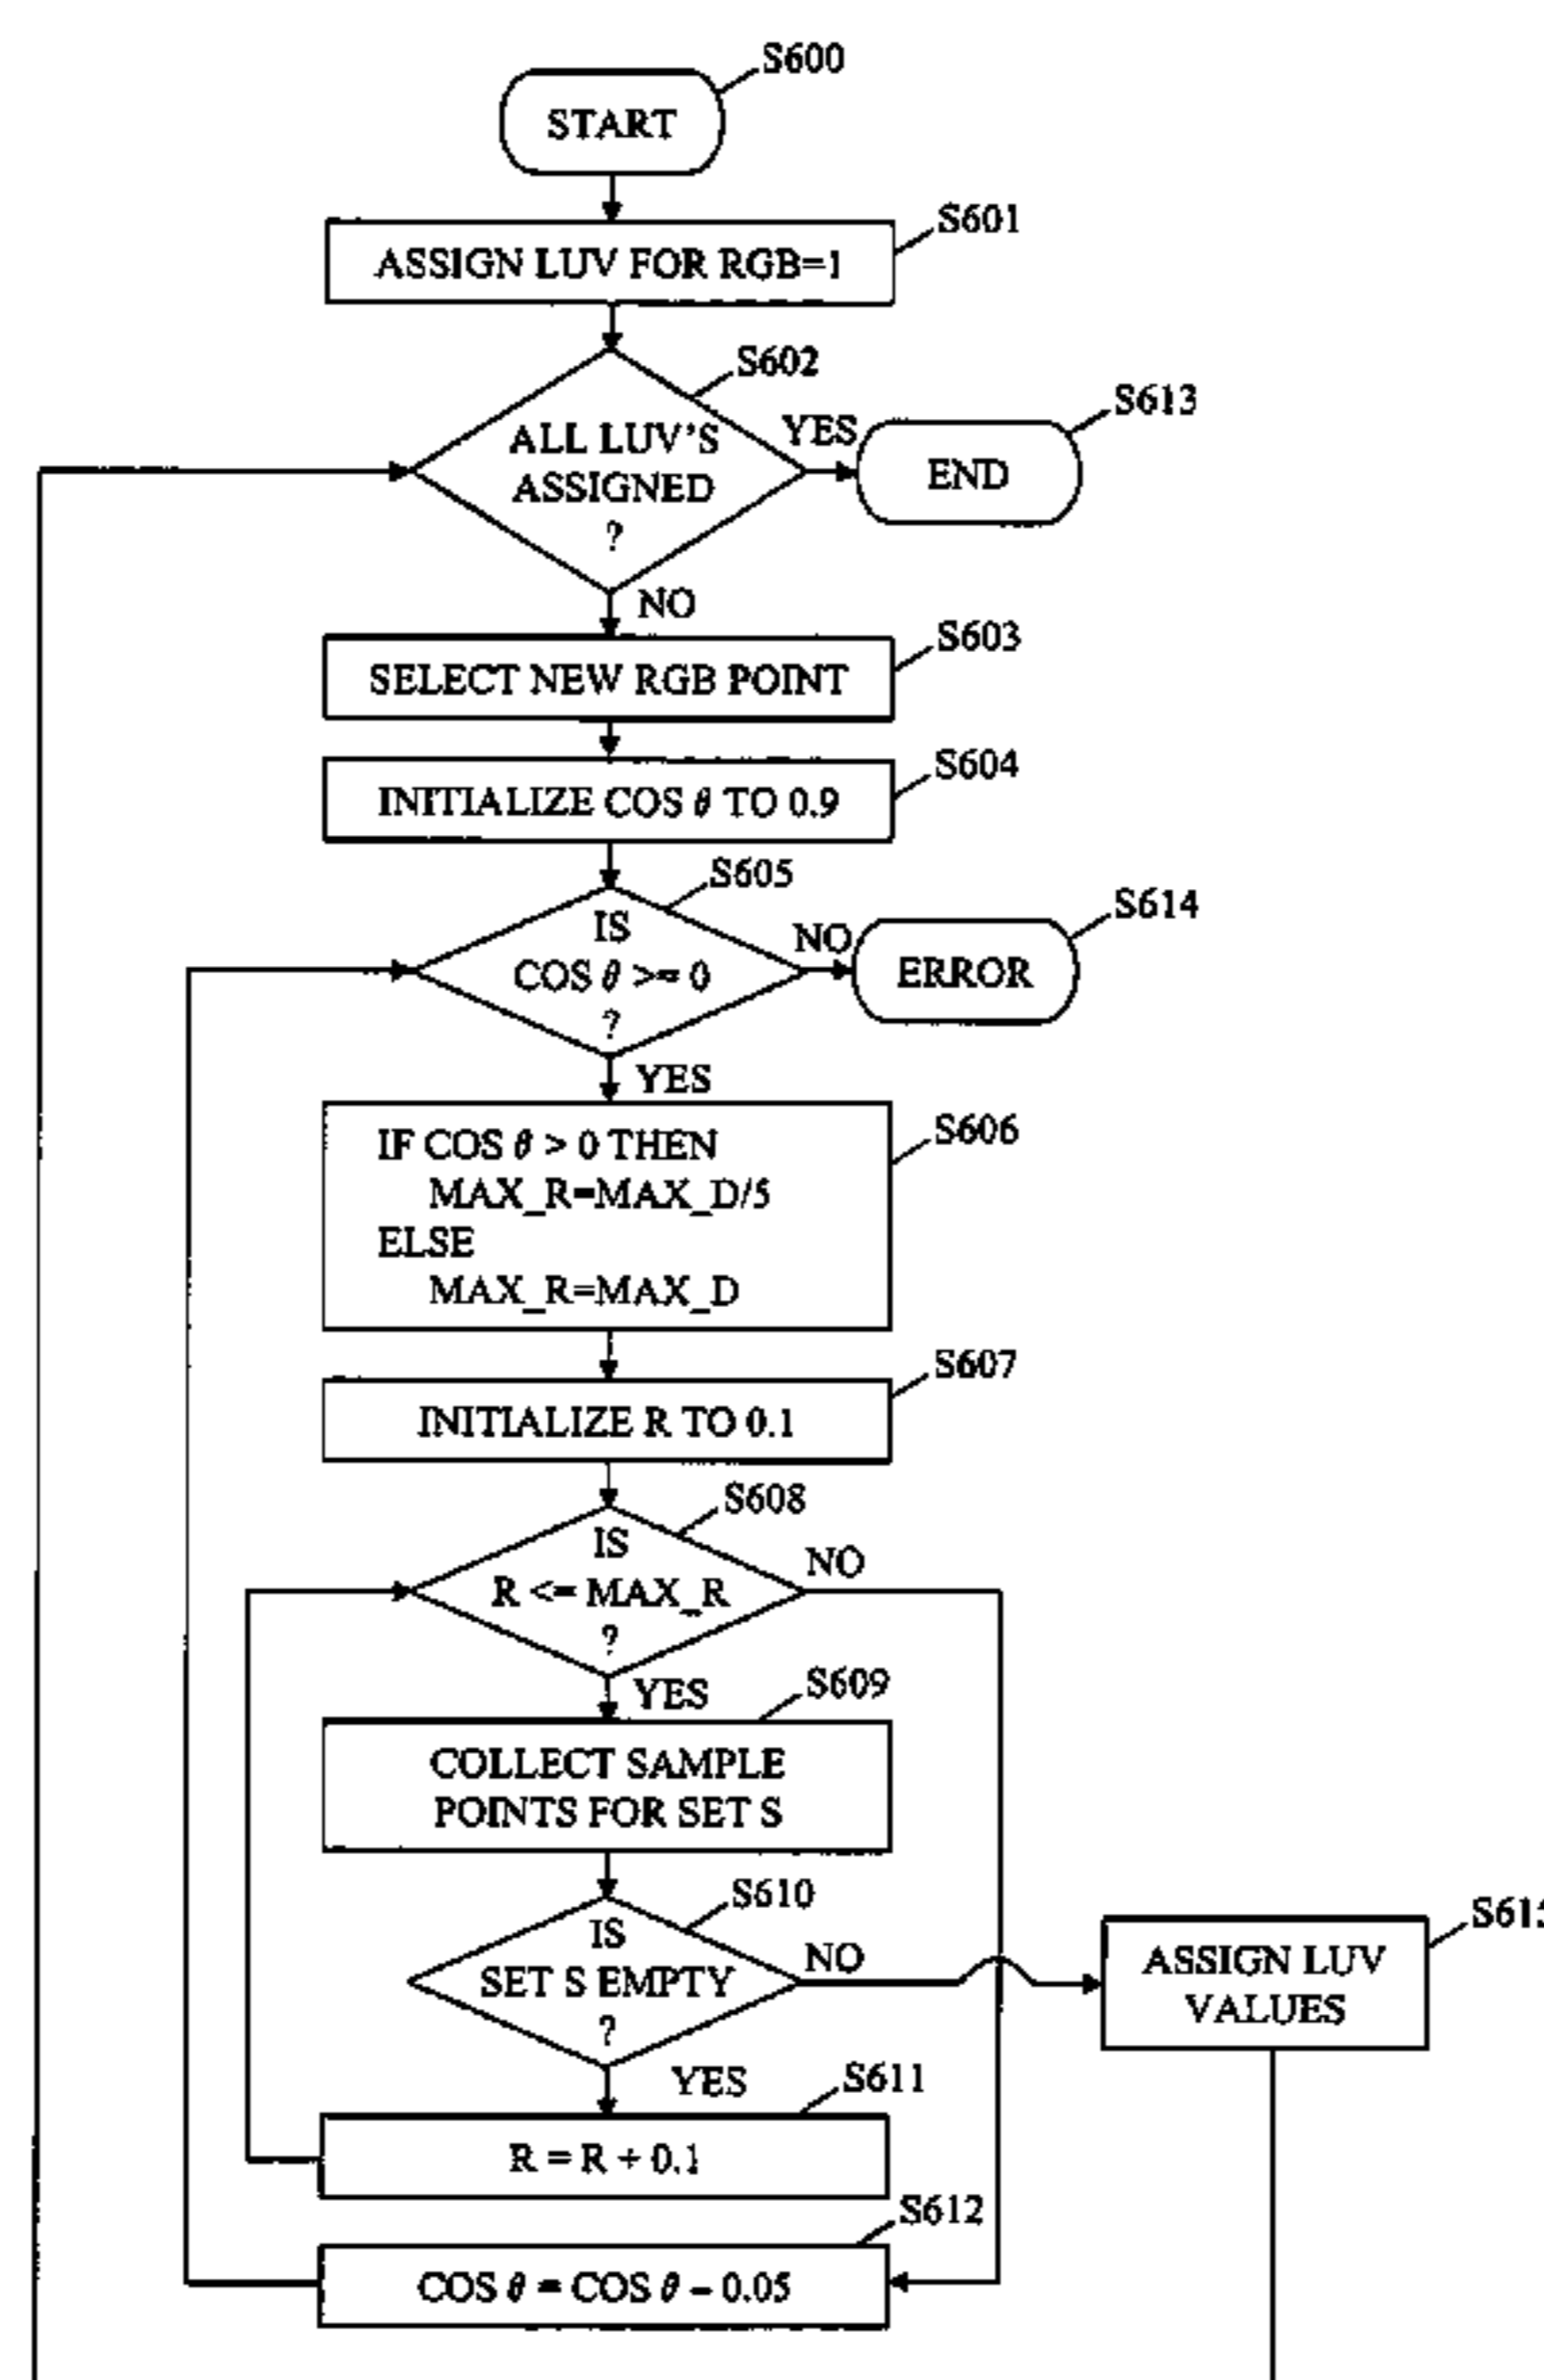 S600
START
S601
ASSIGN LUV FOR RGB=1
S602
ALL LUV'S
ASSIGNED
?
YES
S613
END
NO
S603
SELECT NEW RGB POINT
S604
INITIALIZE COS θ TO 0.9
S605
IS
COS θ >= 0
?
NO
S614
ERROR
YES
S606
IF COS θ > 0 THEN
MAX_R=MAX_D/5
ELSE
MAX_R=MAX_D
S607
INITIALIZE R TO 0.1
S608
IS
R <= MAX_R
?
NO
YES
S609
COLLECT SAMPLE
POINTS FOR SET S
S610
IS
SET S EMPTY
?
NO
S615
ASSIGN LUV
VALUES
YES
S611
R = R + 0.1
S612
COS θ = COS θ – 0.05